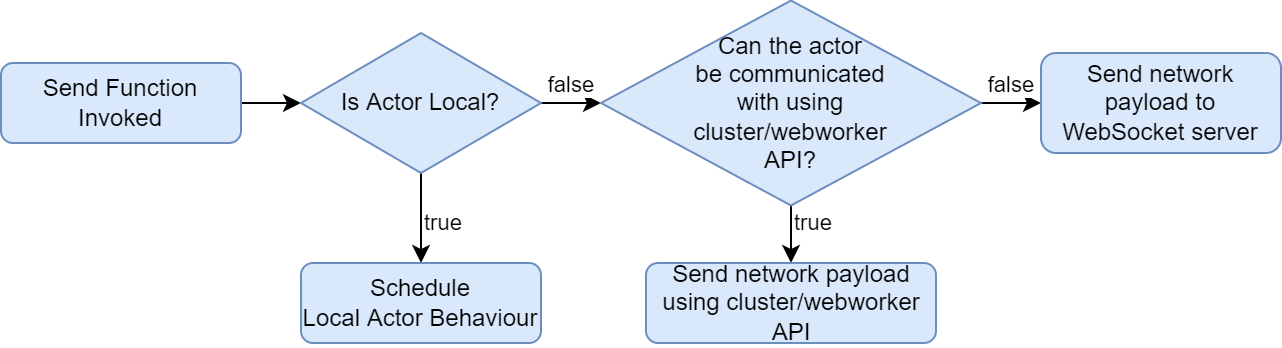 Send Function
Invoked
Is Actor Local?
false
Can the actor
be communicated
with using
cluster/webworker
API?
false
Send network
payload to
WebSocket server
true
Schedule
Local Actor Behaviour
true
Send network payload
using cluster/webworker
API